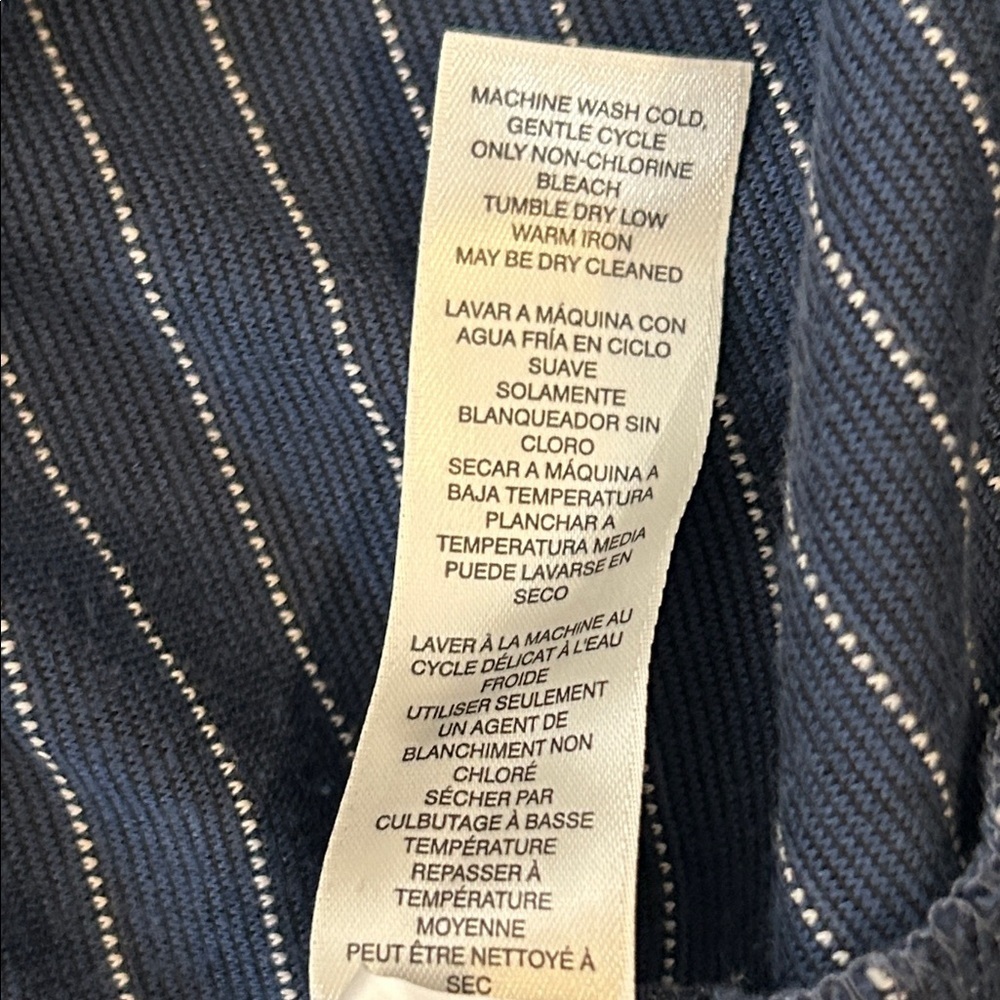 MACHINE WASH COLD,
GENTLE CYCLE
ONLY NON-CHLORINE
BLEACH
TUMBLE DRY LOW
WARM IRON
MAY BE DRY CLEANED
LAVAR A MÁQUINA CON
AGUA FRÍA EN CICLO
SUAVE
SOLAMENTE
BLANQUEADOR SIN
CLORO
SECAR A MÁQUINA A
BAJA TEMPERATURA
PLANCHAR A
TEMPERATURA MEDIA
PUEDE LAVARSE EN
SECO
LAVER À LA MACHINE AU
CYCLE DÉLICAT À L'EAU
FROIDE
UTILISER SEULEMENT
UN AGENT DE
BLANCHIMENT NON
CHLORÉ
SÉCHER PAR
CULBUTAGE À BASSE
TEMPÉRATURE
REPASSER À
TEMPÉRATURE
MOYENNE
PEUT ÊTRE NETTOYÉ À
SEC